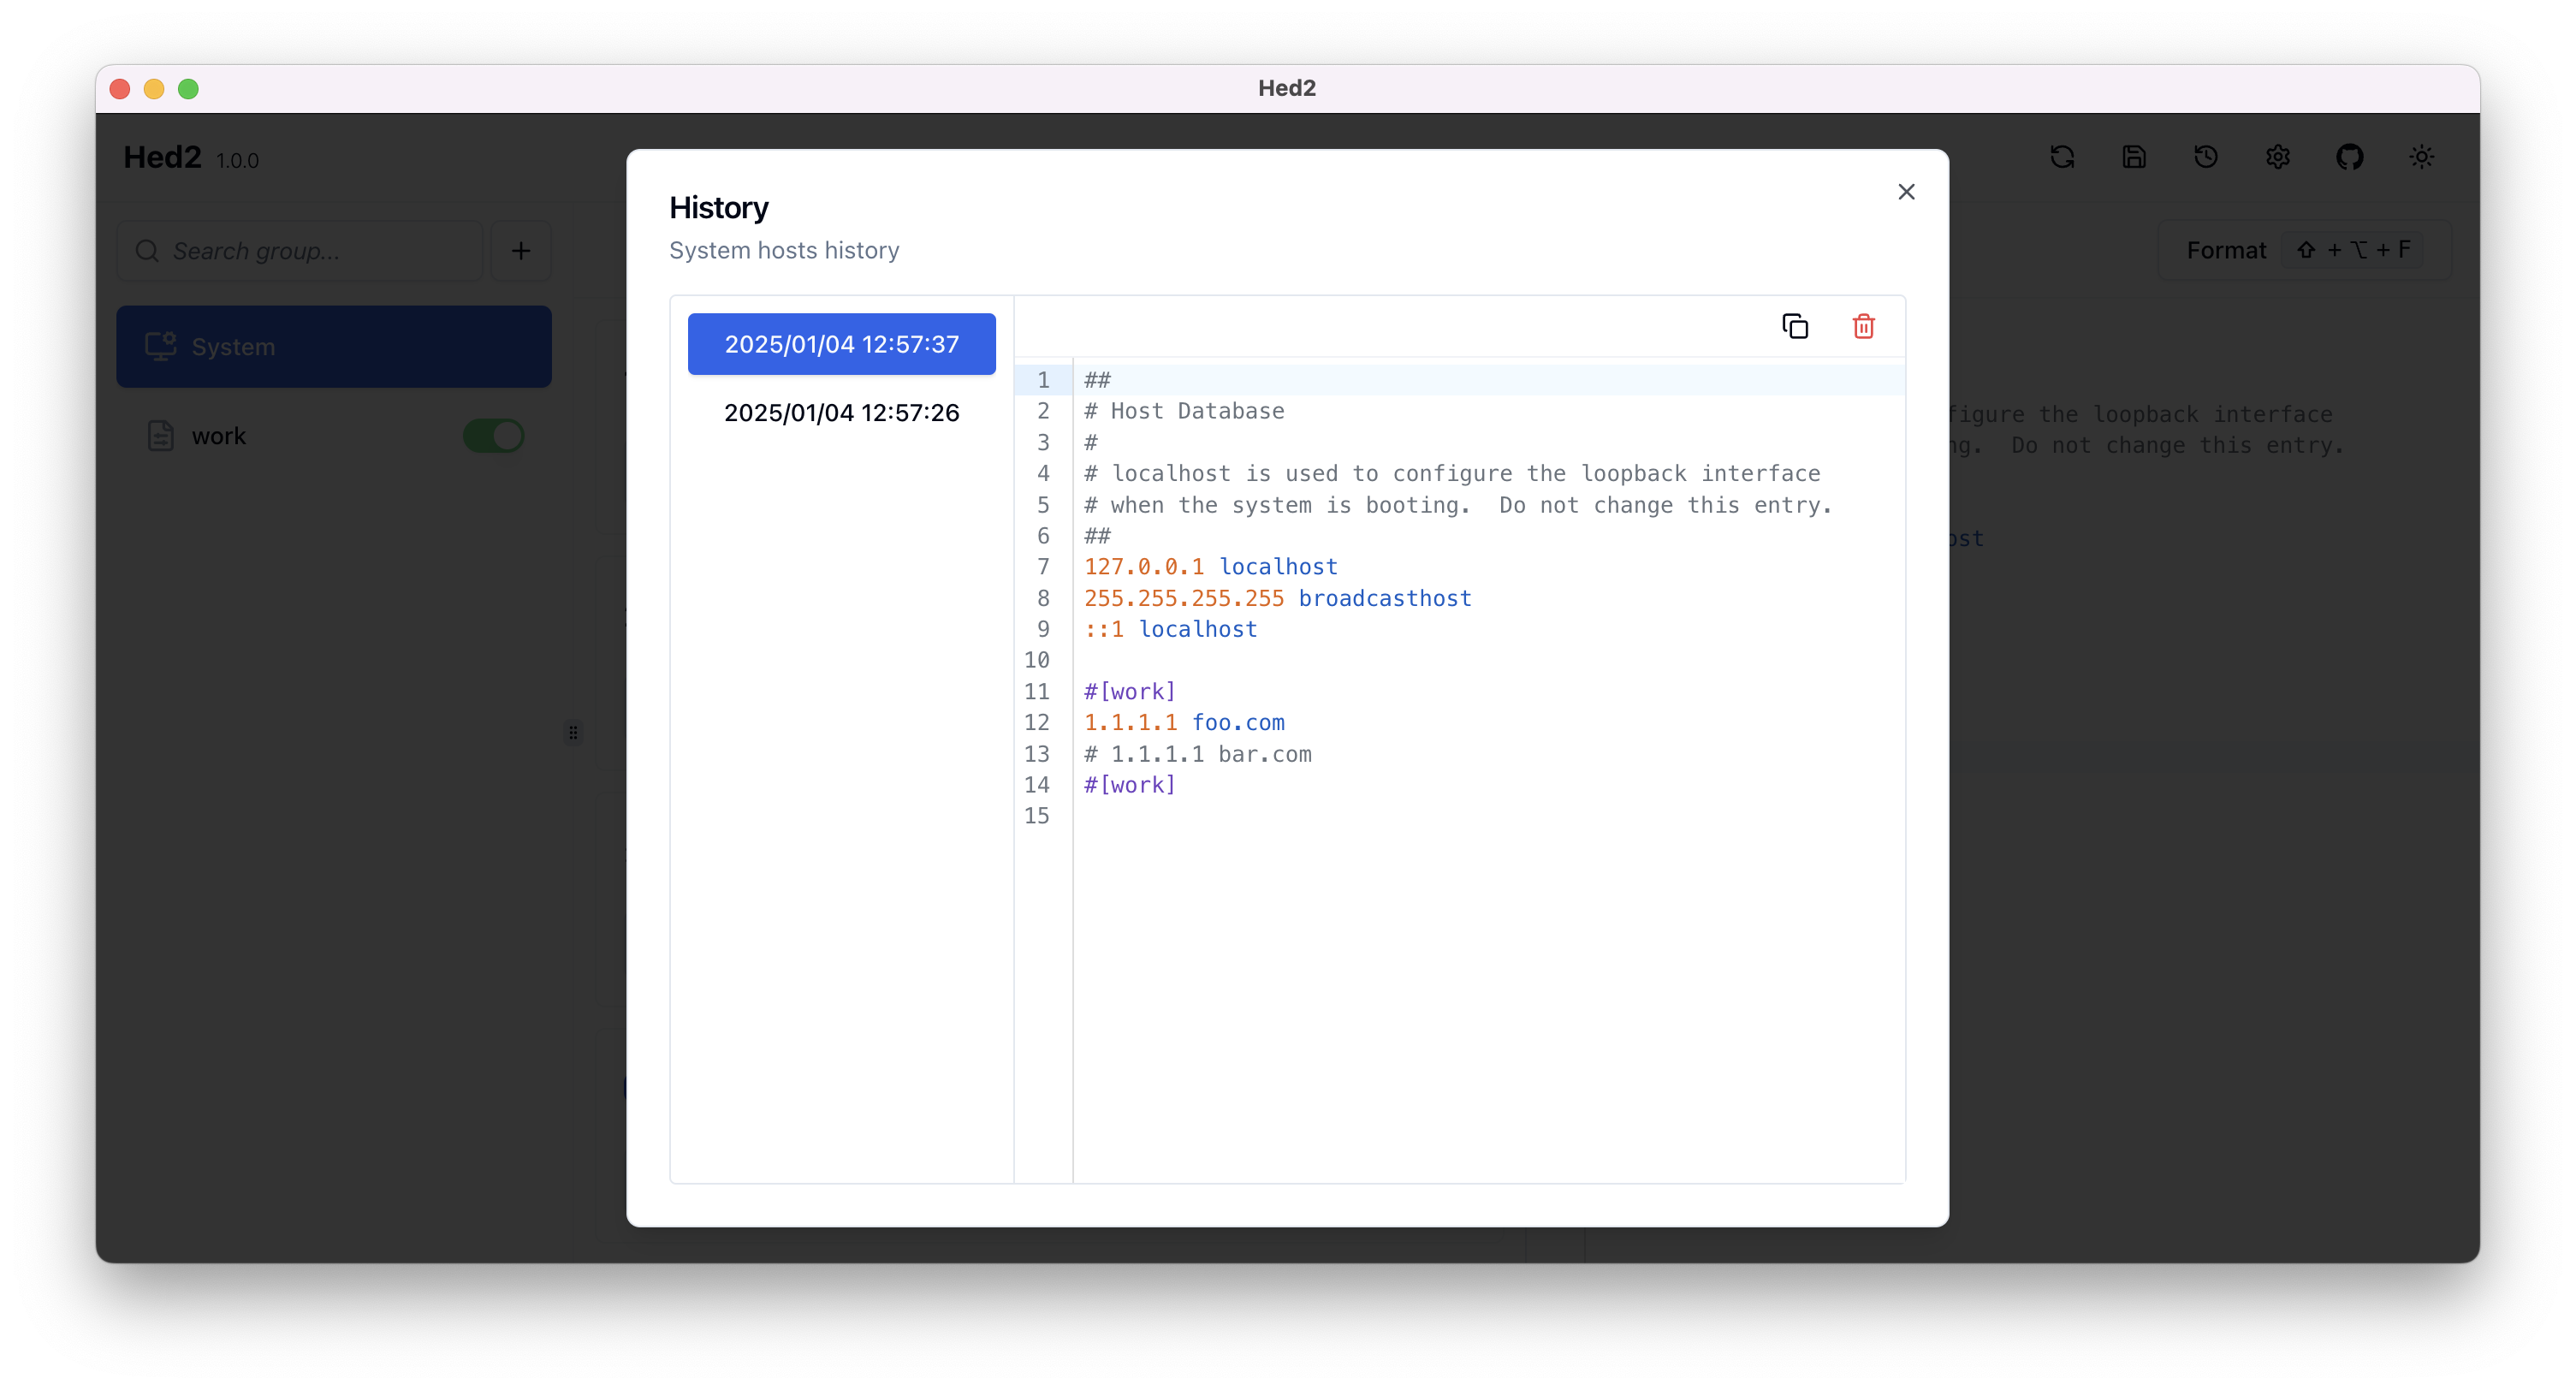 Hed2
Hed2 1.0.0
Search group...
+
Format ⇧ + ⌥ + F
System
work
History
System hosts history
2025/01/04 12:57:37
2025/01/04 12:57:26
1 ##
2 # Host Database
3 #
4 # localhost is used to configure the loopback interface
5 # when the system is booting.  Do not change this entry.
6 ##
7 127.0.0.1 localhost
8 255.255.255.255 broadcasthost
9 ::1 localhost
10
11 #[work]
12 1.1.1.1 foo.com
13 # 1.1.1.1 bar.com
14 #[work]
15
figure the loopback interface
ng.  Do not change this entry.
ost